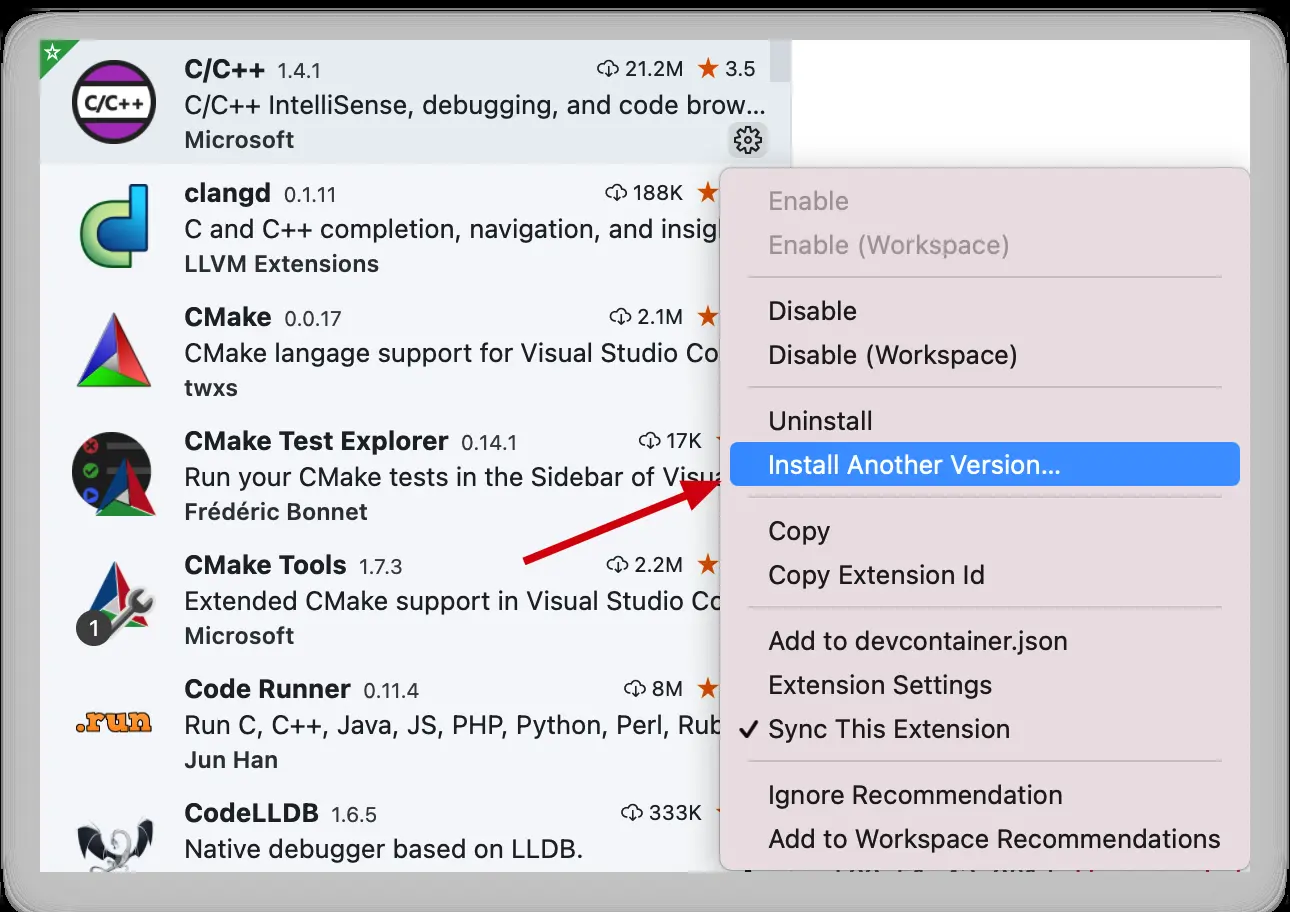 C/C++ 1.4.1 21.2M 3.5
C/C++ IntelliSense, debugging, and code brow...
Microsoft
C/C++
clangd 0.1.11 188K
C and C++ completion, navigation, and insig
LLVM Extensions
CMake 0.0.17 2.1M
CMake langage support for Visual Studio Co
twxs
CMake Test Explorer 0.14.1 17K
Run your CMake tests in the Sidebar of Visua
Frédéric Bonnet
CMake Tools 1.7.3 2.2M
Extended CMake support in Visual Studio Co
Microsoft
1
Code Runner 0.11.4 8M
Run C, C++, Java, JS, PHP, Python, Perl, Rub
Jun Han
.run
CodeLLDB 1.6.5 333K
Native debugger based on LLDB.
Enable
Enable (Workspace)
Disable
Disable (Workspace)
Uninstall
Install Another Version...
Copy
Copy Extension Id
Add to devcontainer.json
Extension Settings
Sync This Extension
Ignore Recommendation
Add to Workspace Recommendations